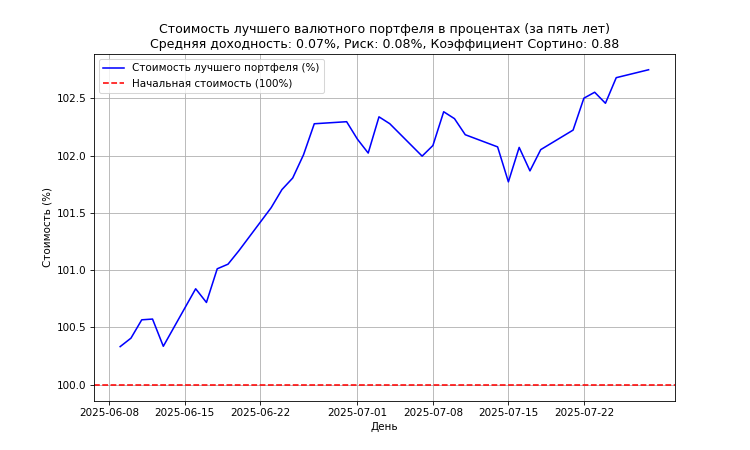 Стоимость лучшего валютного портфеля в процентах (за пять лет)
Средняя доходность: 0.07%, Риск: 0.08%, Коэффициент Сортино: 0.88
Стоимость лучшего портфеля (%)
Начальная стоимость (100%)
Стоимость (%)
102.5
102.0
101.5
101.0
100.5
100.0
2025-06-08
2025-06-15
2025-06-22
2025-07-01
2025-07-08
2025-07-15
2025-07-22
День